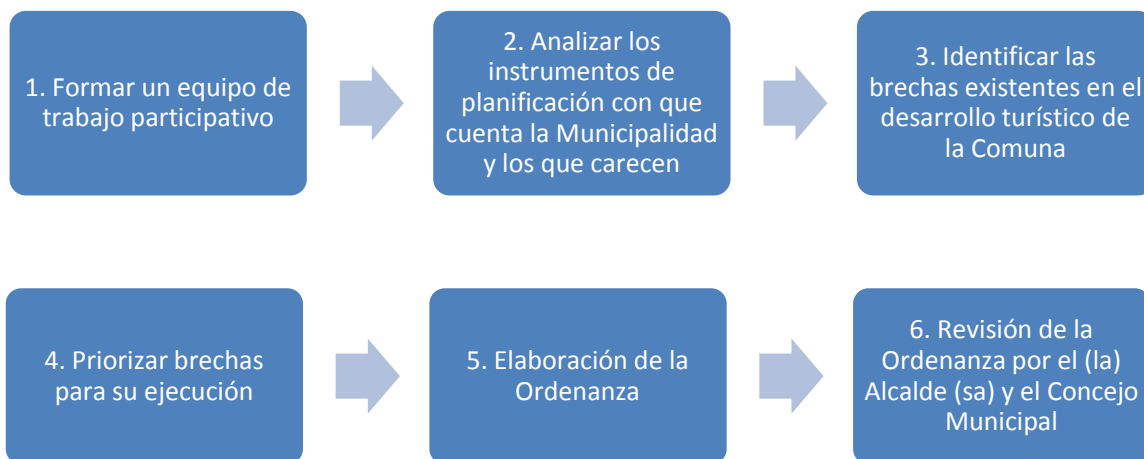 1. Formar un equipo de
trabajo participativo
2. Analizar los
instrumentos de
planificación con que
cuenta la Municipalidad
y los que carecen
3. Identificar las
brechas existentes en el
desarrollo turístico de
la Comuna
4. Priorizar brechas
para su ejecución
5. Elaboración de la
Ordenanza
6. Revisión de la
Ordenanza por el (la)
Alcalde (sa) y el Concejo
Municipal